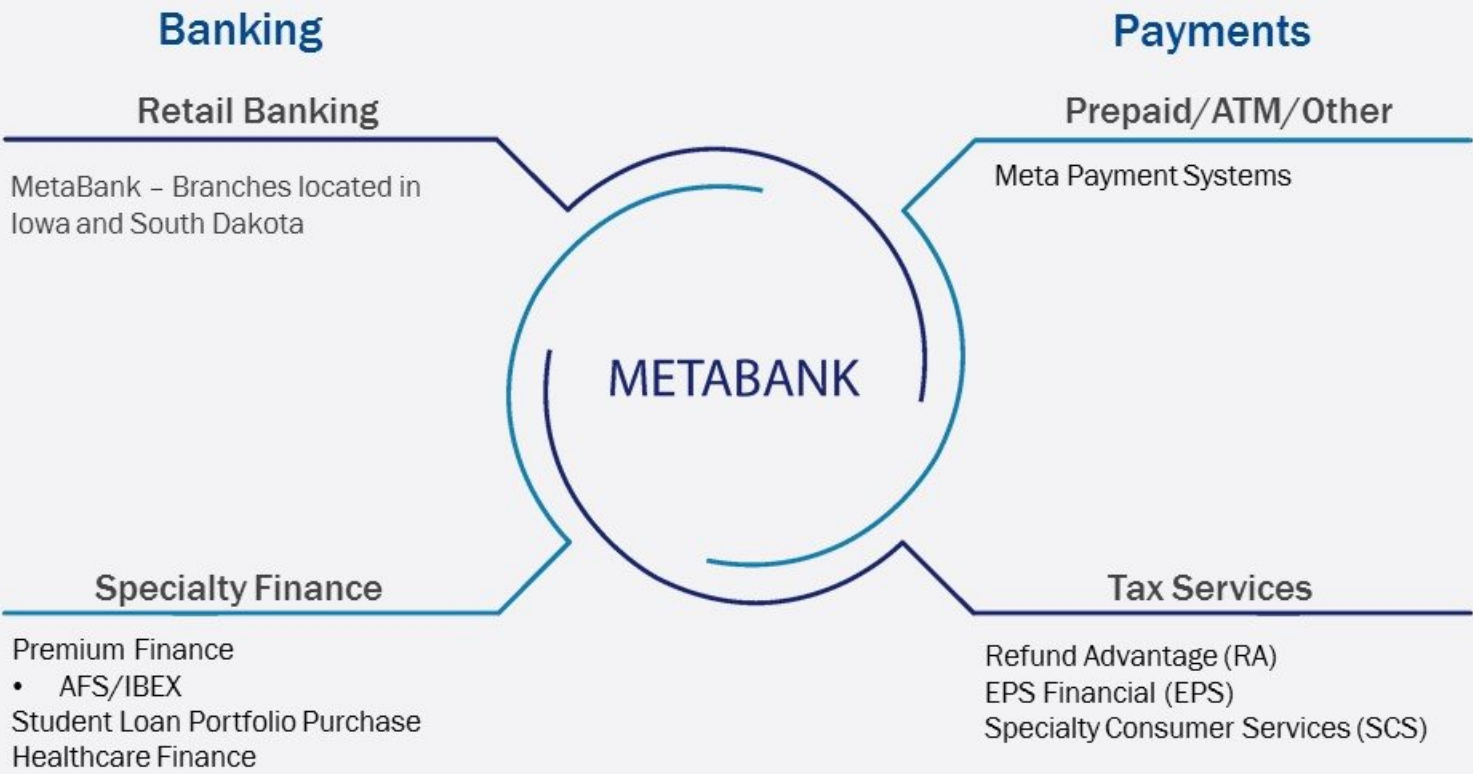 Banking
Payments
Retail Banking
MetaBank – Branches located in
Iowa and South Dakota
Prepaid/ATM/Other
Meta Payment Systems
METABANK
Specialty Finance
Premium Finance
• AFS/IBEX
Student Loan Portfolio Purchase
Healthcare Finance
Tax Services
Refund Advantage (RA)
EPS Financial (EPS)
Specialty Consumer Services (SCS)